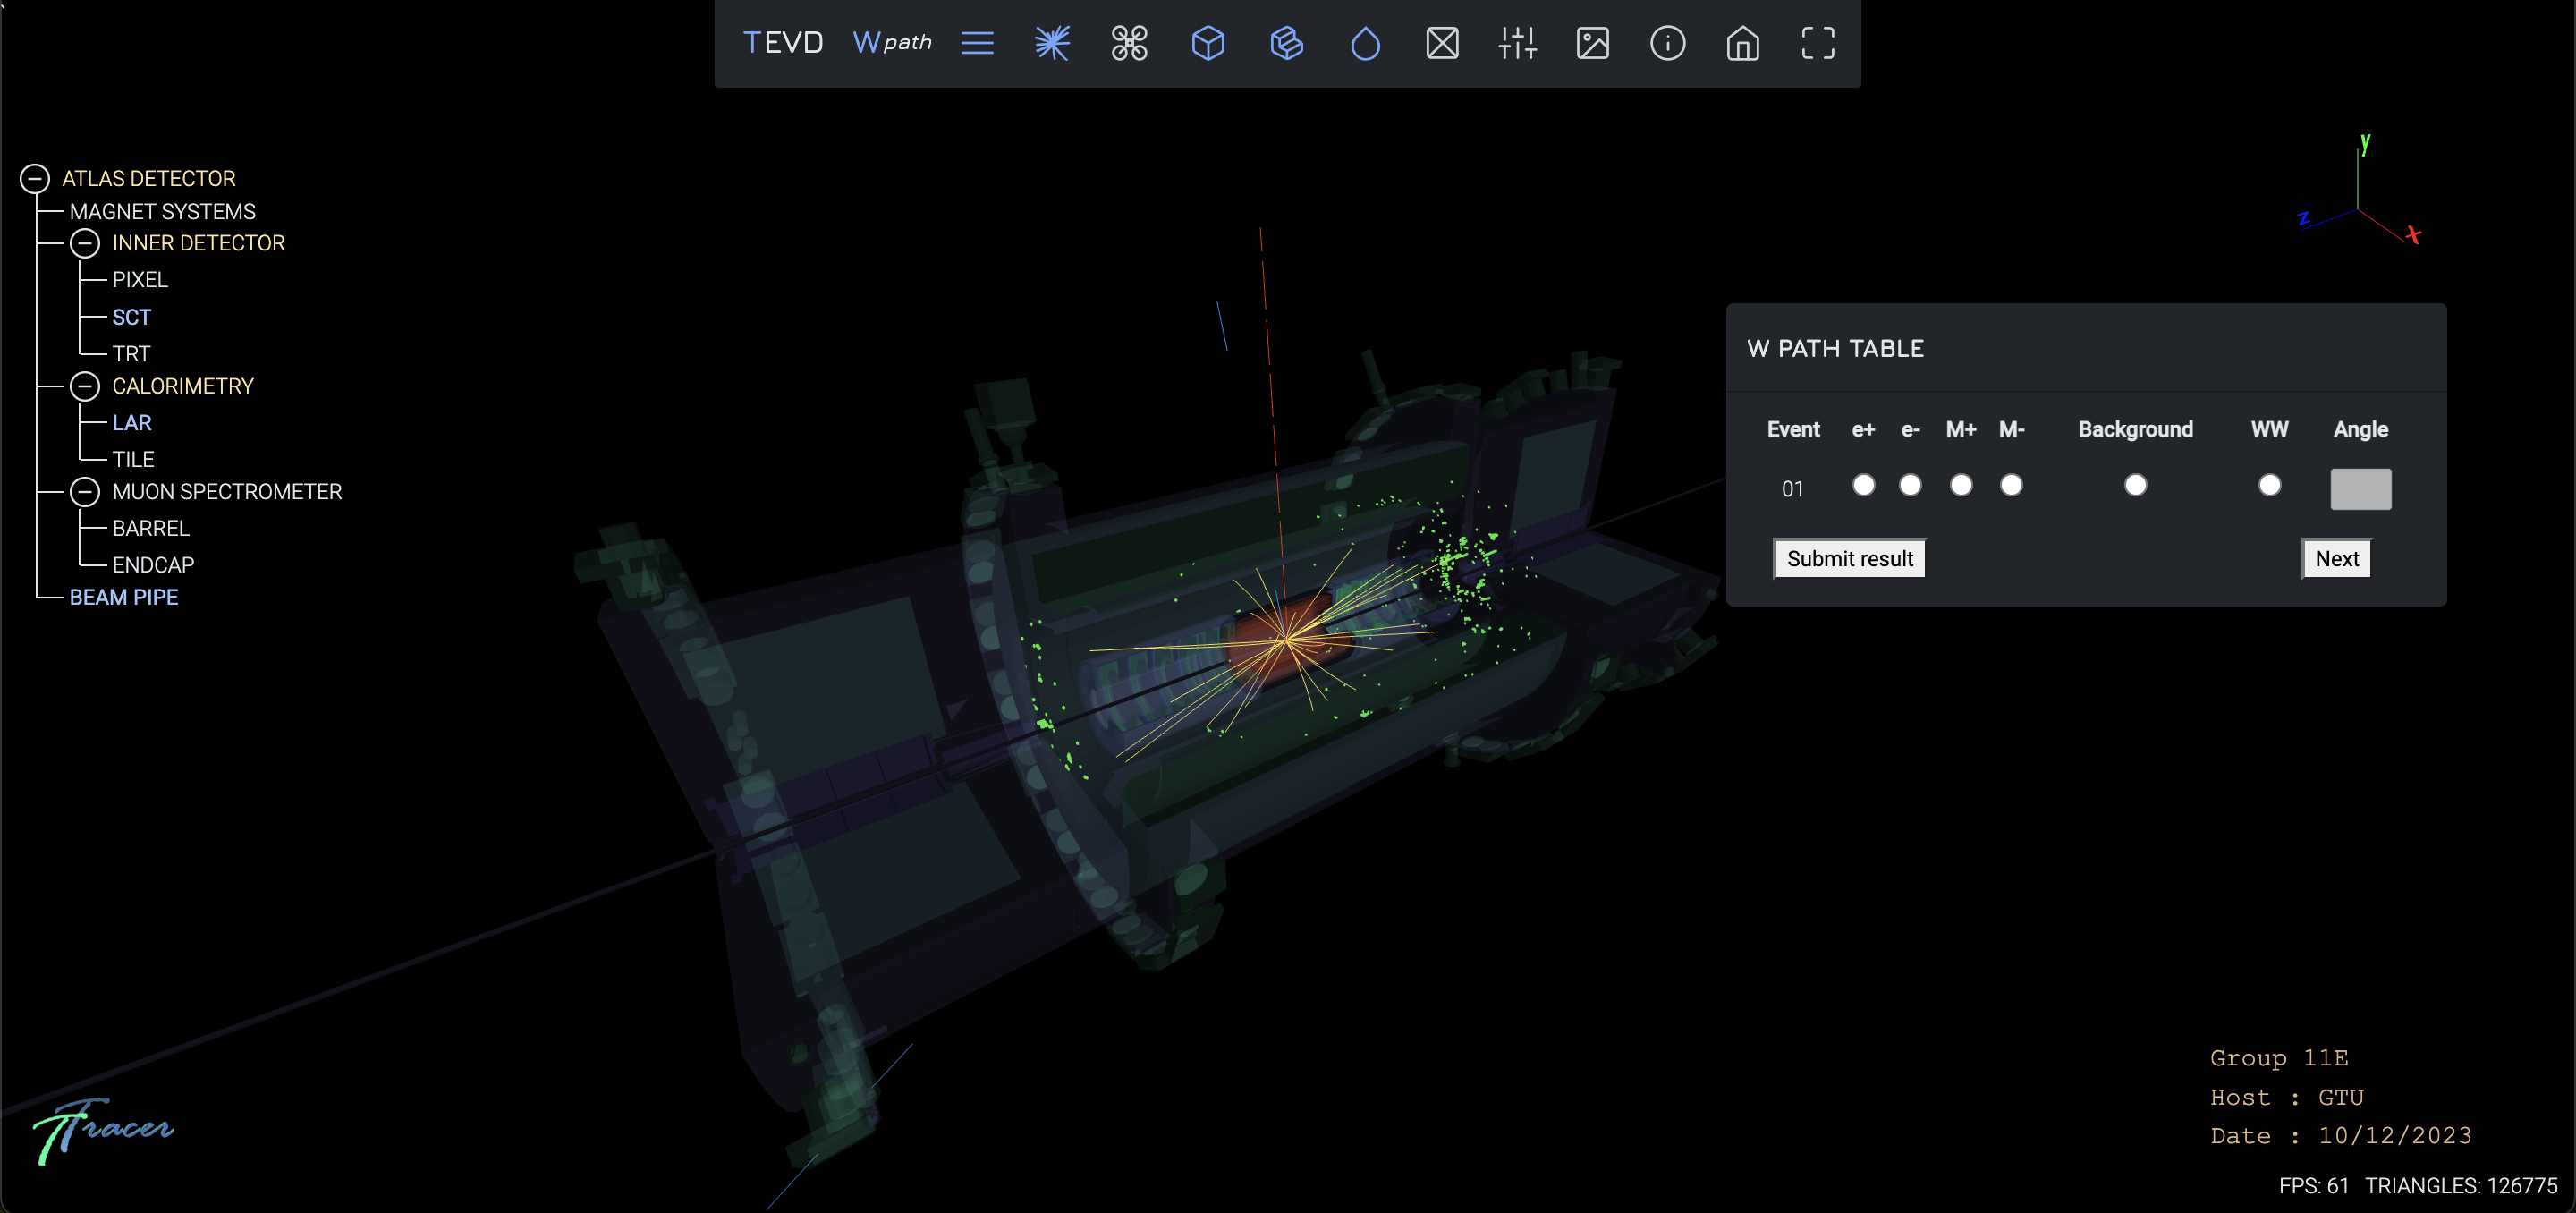 TEVD W path
ATLAS DETECTOR
MAGNET SYSTEMS
INNER DETECTOR
PIXEL
SCT
TRT
CALORIMETRY
LAR
TILE
MUON SPECTROMETER
BARREL
ENDCAP
BEAM PIPE
y
z
x
W PATH TABLE
Event e+ e- M+ M- Background WW Angle
01
Submit result Next
Tracer
Group 11E
Host : GTU
Date : 10/12/2023
FPS: 61 TRIANGLES: 126775